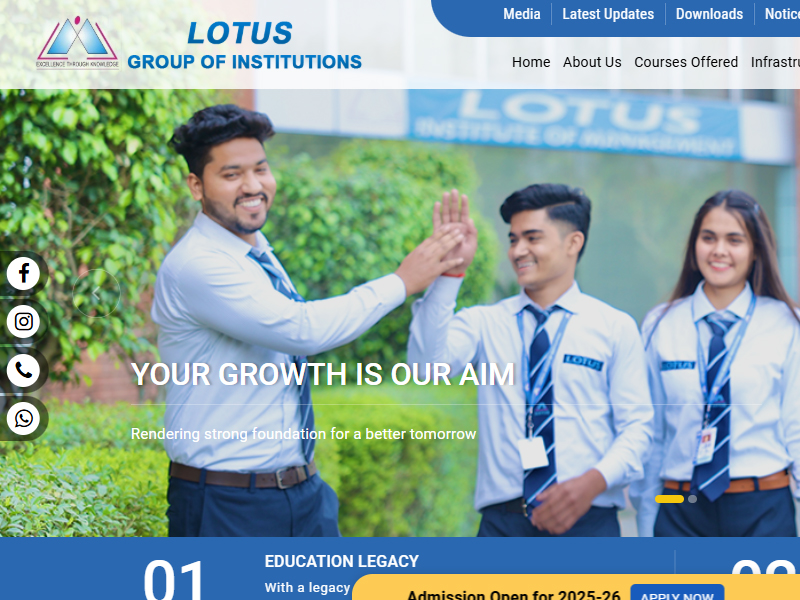 Media
Latest Updates
Downloads
LOTUS
GROUP OF INSTITUTIONS
EXCELLENCE THROUGH KNOWLEDGE
Home
About Us
Courses Offered
LOTUS
INSTITUTE OF MANAGEMENT
LOTUS
LOTUS
YOUR GROWTH IS OUR AIM
Rendering strong foundation for a better tomorrow
01
EDUCATION LEGACY
With a legacy
Admission Open for 2025-26
APPLY NOW